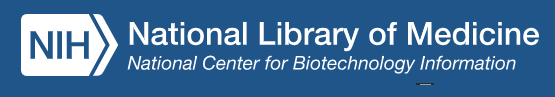 NIH National Library of Medicine
National Center for Biotechnology Information